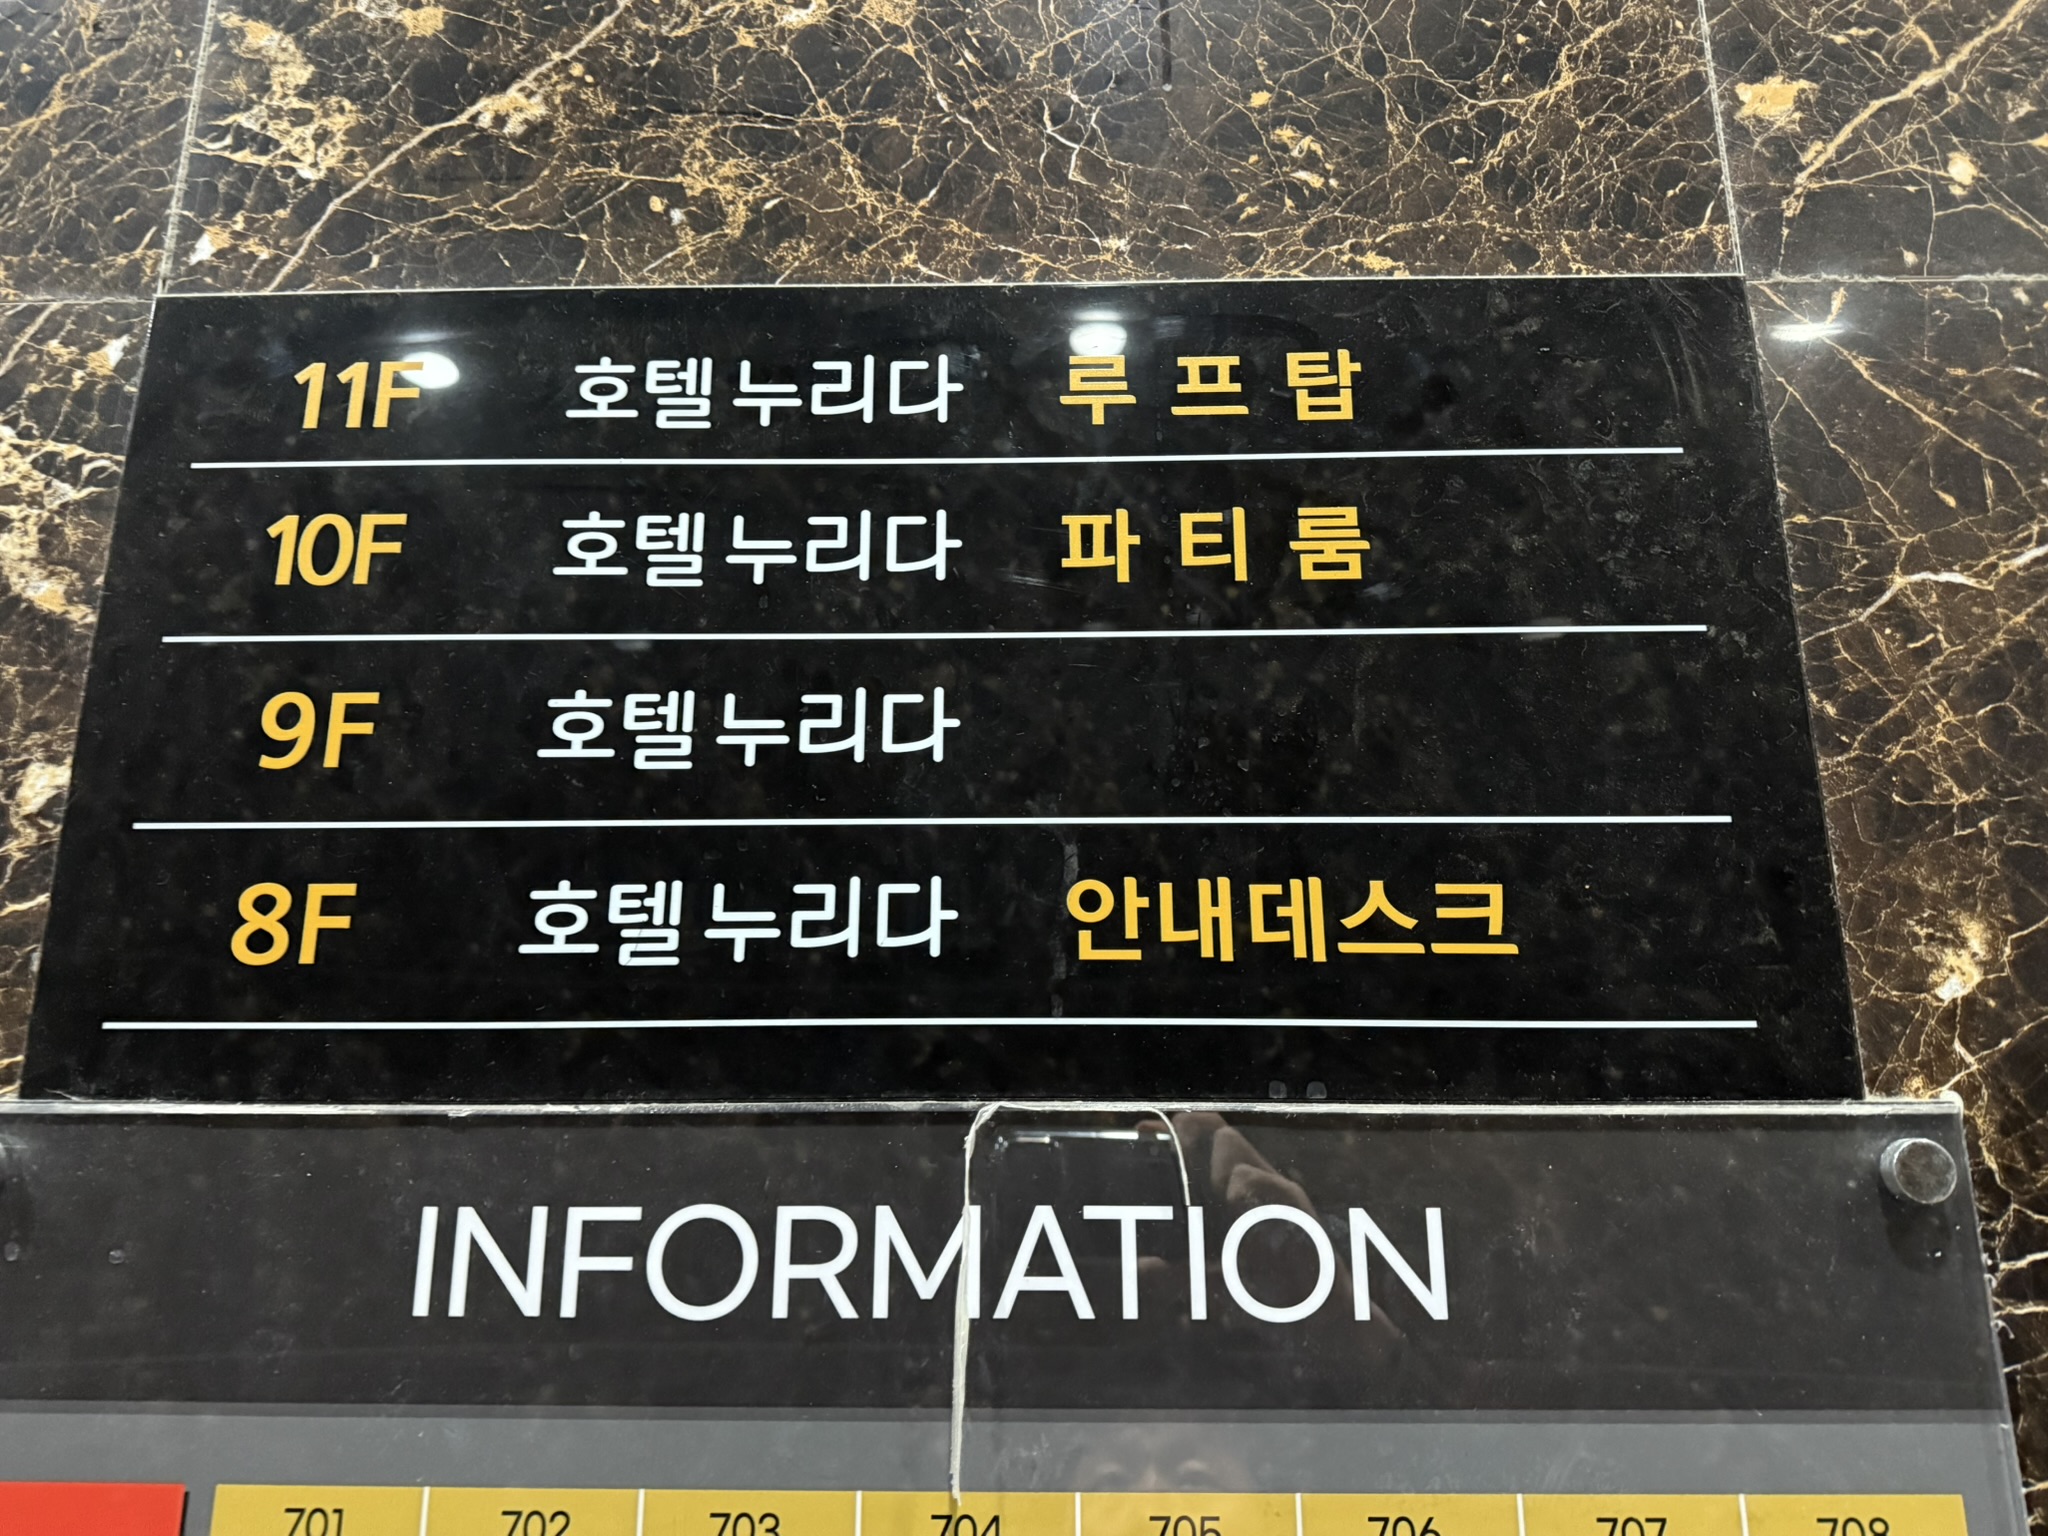 11F 호텔누리다 루프탑
10F 호텔누리다 파티룸
9F 호텔누리다
8F 호텔누리다 안내데스크
INFORMATION
701 702 703 704 705 706 707 708